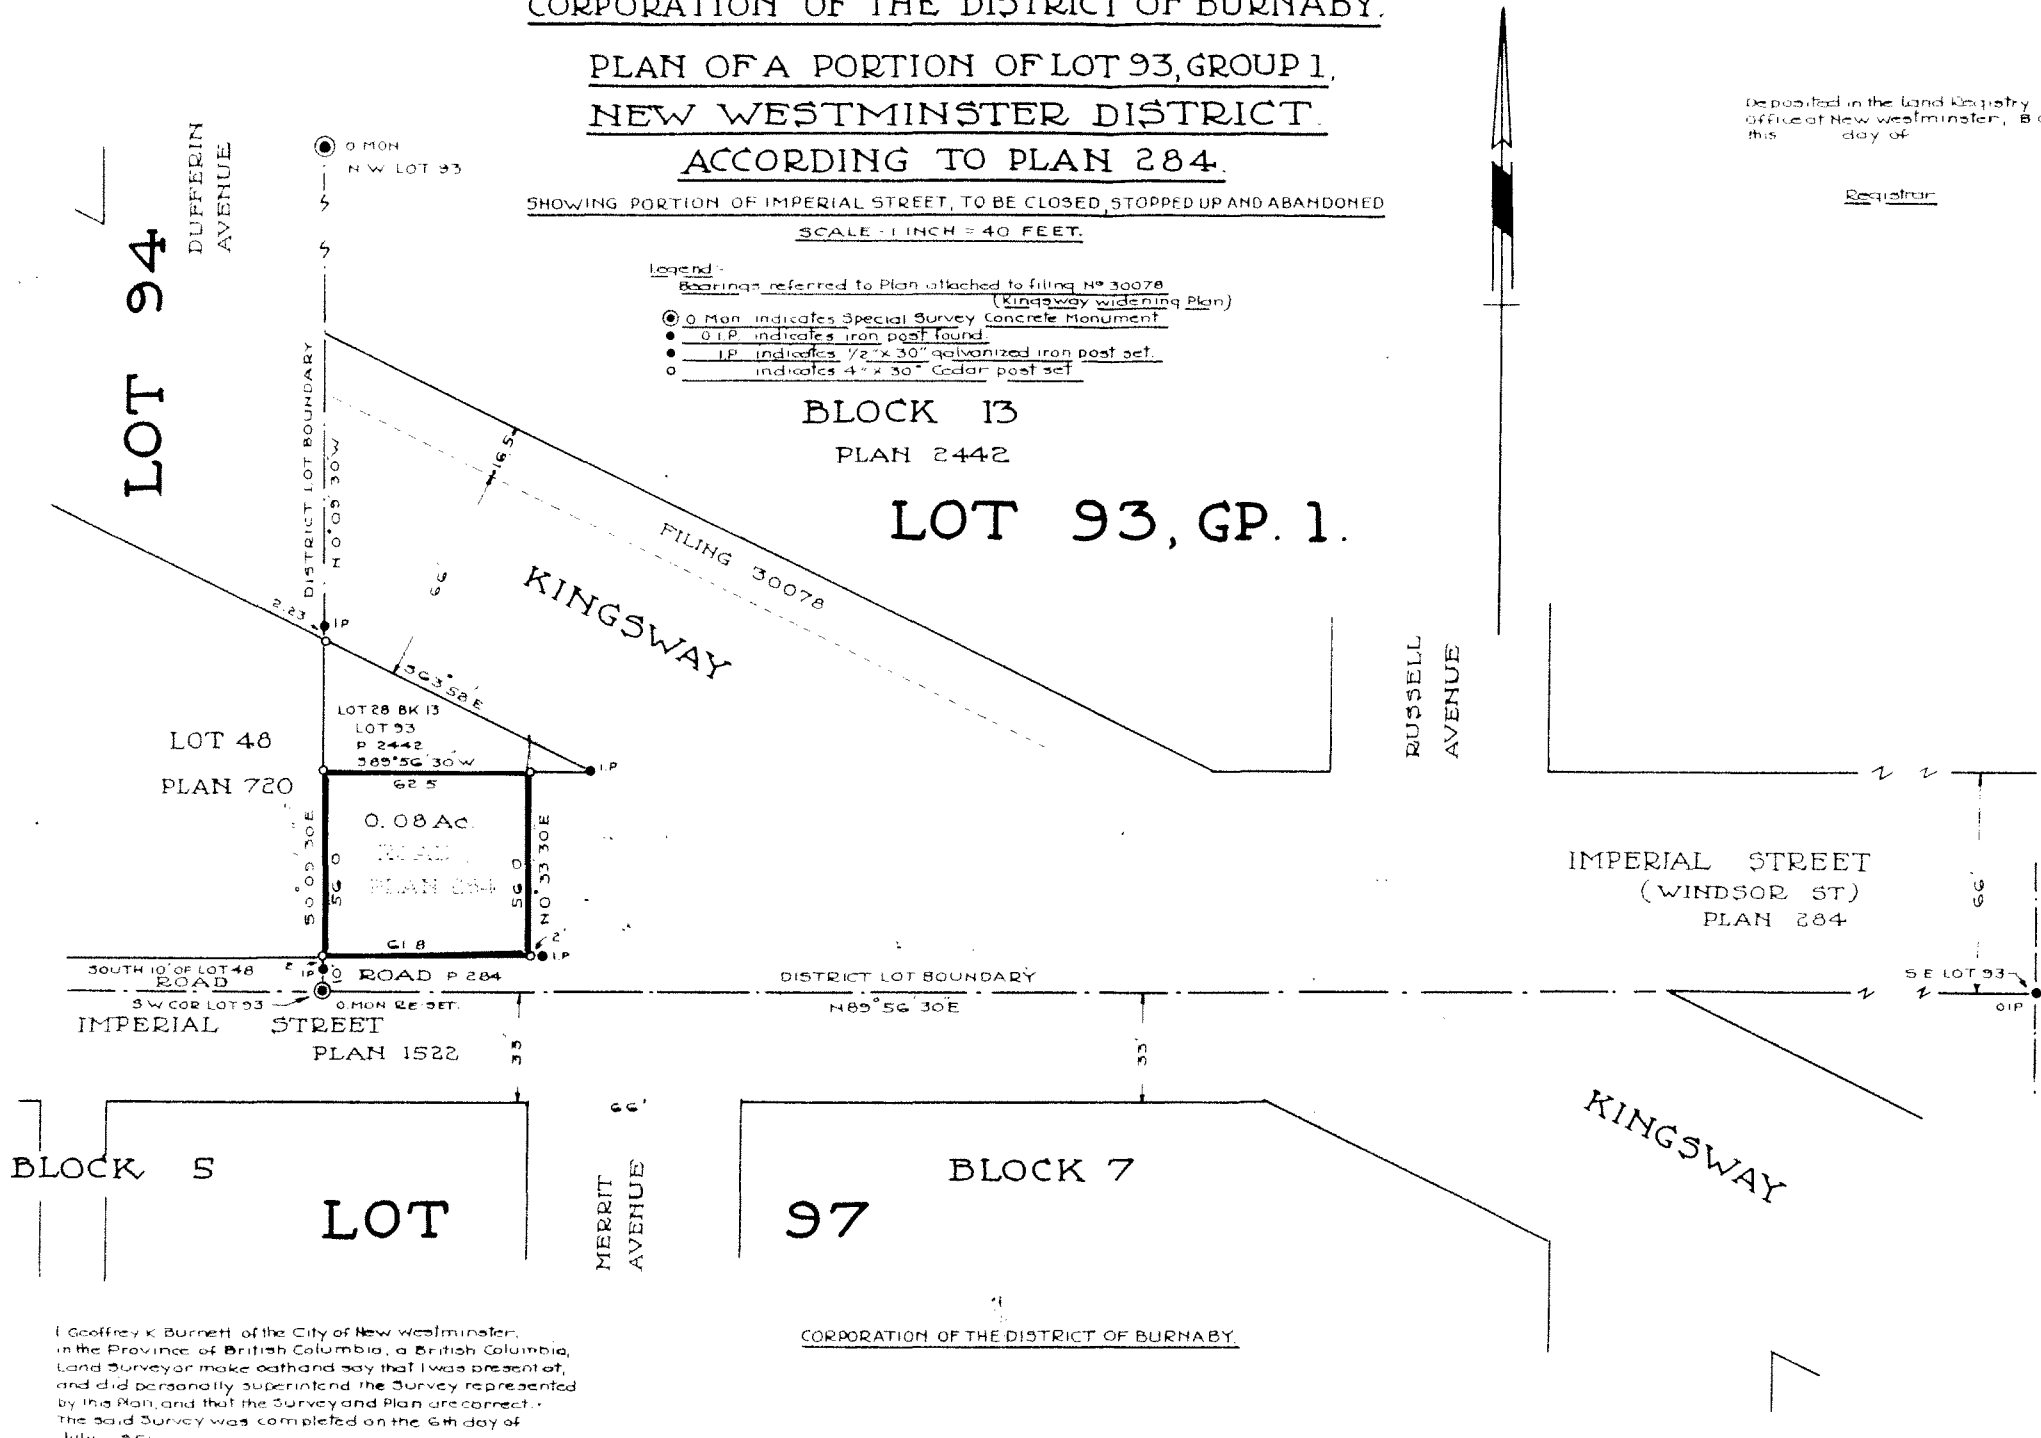 CORPORATION OF THE DISTRICT OF BURNABY.
PLAN OF A PORTION OF LOT 93, GROUP 1,
NEW WESTMINSTER DISTRICT.
ACCORDING TO PLAN 284.
SHOWING PORTION OF IMPERIAL STREET, TO BE CLOSED, STOPPED UP AND ABANDONED
SCALE - 1 INCH = 40 FEET.
Deposited in the Land Registry
Office at New Westminster, B
this day of
Registrar
Legend:-
Bearings referred to Plan attached to filing Nº 30078
(Kingsway widening Plan)
O Mon indicates Special Survey Concrete Monument
O I.P. indicates iron post found.
I.P. indicates 1/2" x 30" galvanized iron post set.
indicates 4" x 30" Cedar post set
O MON
N W LOT 93
DUFFERIN
AVENUE
LOT 94
DISTRICT LOT BOUNDARY
N 0° 09' 30" W
BLOCK 13
PLAN 2442
LOT 93, GP. 1.
16.5
66'
FILING 30078
KINGSWAY
2.23
I.P
S63°58'E
LOT 28 BK 13
LOT 93
P 2442
S89°56'30"W
62.5
I.P
LOT 48
PLAN 720
0.08 Ac.
ROAD
PLAN 284
S0°09'30E
56.0
56.0
N0°33'30E
61.8
2'
I.P
RUSSELL
AVENUE
IMPERIAL STREET
(WINDSOR ST)
PLAN 284
66'
SOUTH 10' OF LOT 48
ROAD
2'
I.P
10'
ROAD P 284
DISTRICT LOT BOUNDARY
N89°56'30"E
S E LOT 93
O I P
S W COR LOT 93
O.MON RE-SET.
IMPERIAL STREET
PLAN 1522
33'
33'
66'
KINGSWAY
BLOCK 5
BLOCK 7
LOT 97
MERRIT
AVENUE
CORPORATION OF THE DISTRICT OF BURNABY.
I Geoffrey K Burnett of the City of New Westminster,
in the Province of British Columbia, a British Columbia,
Land Surveyor make oath and say that I was present at,
and did personally superintend the Survey represented
by this Plan, and that the Survey and Plan are correct.
The said Survey was completed on the 6th day of
July